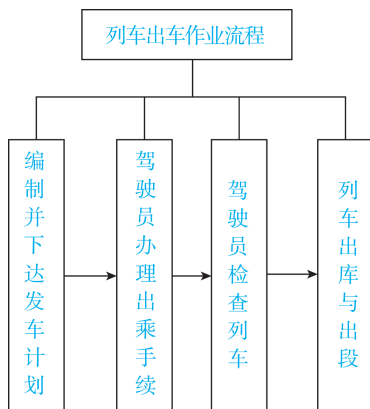 列车出车作业流程
编制并下达发车计划
驾驶员办理出乘手续
驾驶员检查列车
列车出库与出段